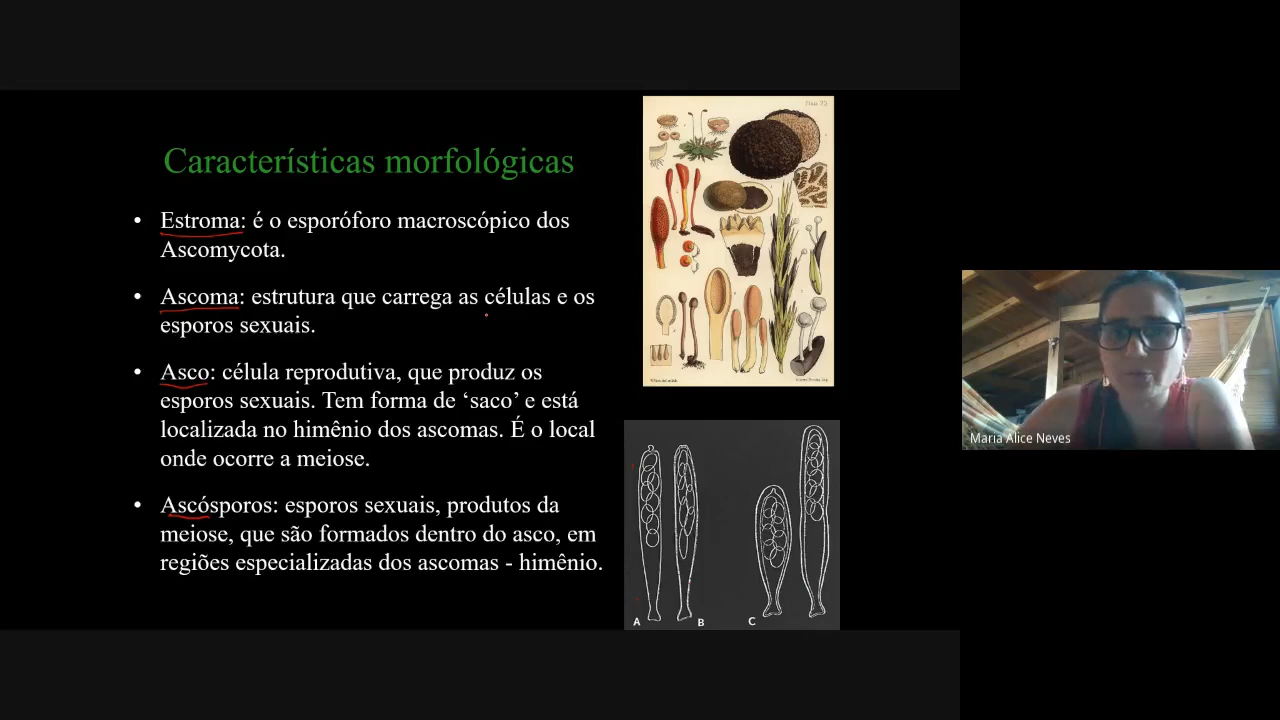 Características morfológicas
• Estroma: é o esporóforo macroscópico dos
Ascomycota.
• Ascoma: estrutura que carrega as células e os
esporos sexuais.
• Asco: célula reprodutiva, que produz os
esporos sexuais. Tem forma de ‘saco’ e está
localizada no himênio dos ascomas. É o local
onde ocorre a meiose.
• Ascósporos: esporos sexuais, produtos da
meiose, que são formados dentro do asco, em
regiões especializadas dos ascomas - himênio.
A
B
C
Maria Alice Neves